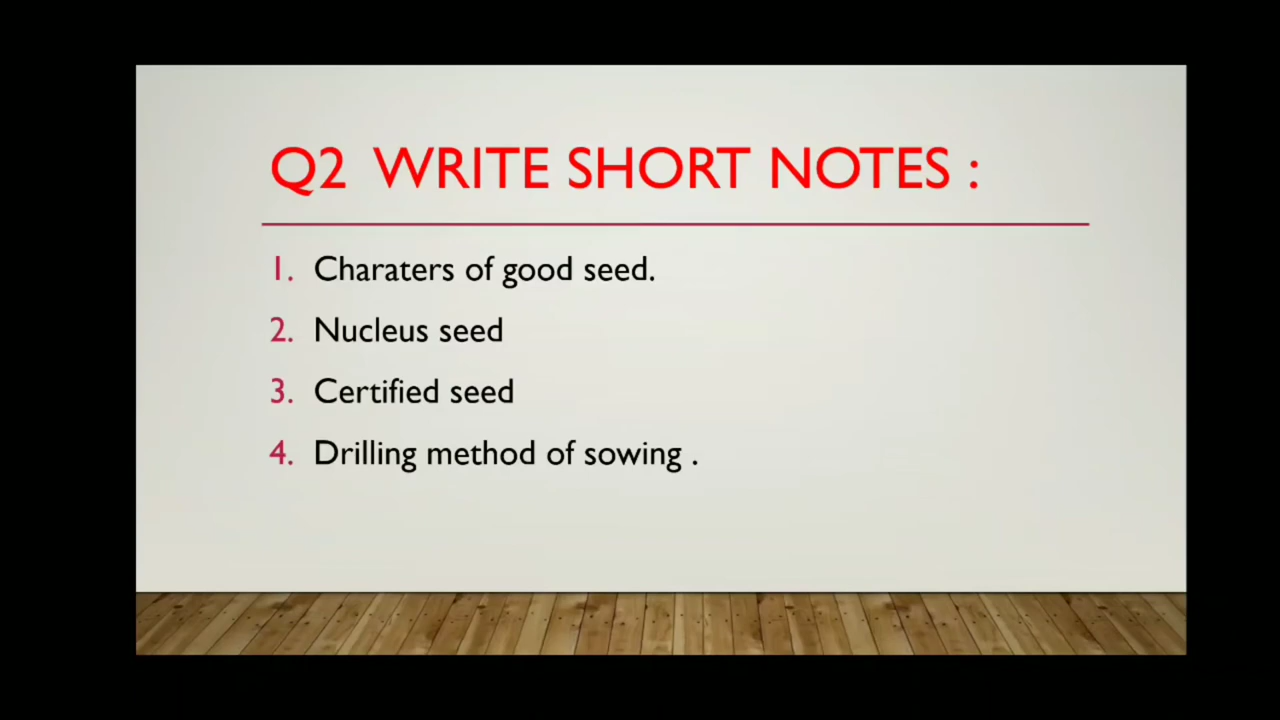 Q2 WRITE SHORT NOTES :
1. Charaters of good seed.
2. Nucleus seed
3. Certified seed
4. Drilling method of sowing .